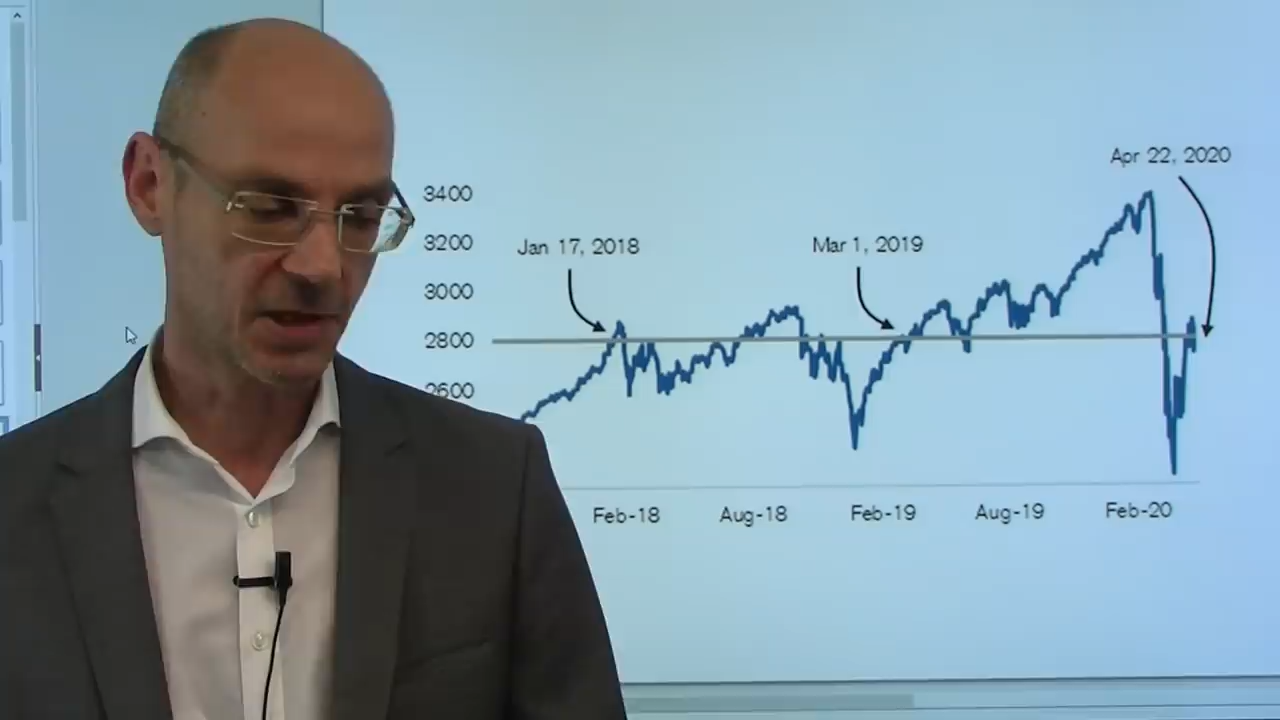 Apr 22, 2020
3400
3200
Jan 17, 2018
Mar 1, 2019
3000
2800
2600
Feb-18
Aug-18
Feb-19
Aug-19
Feb-20